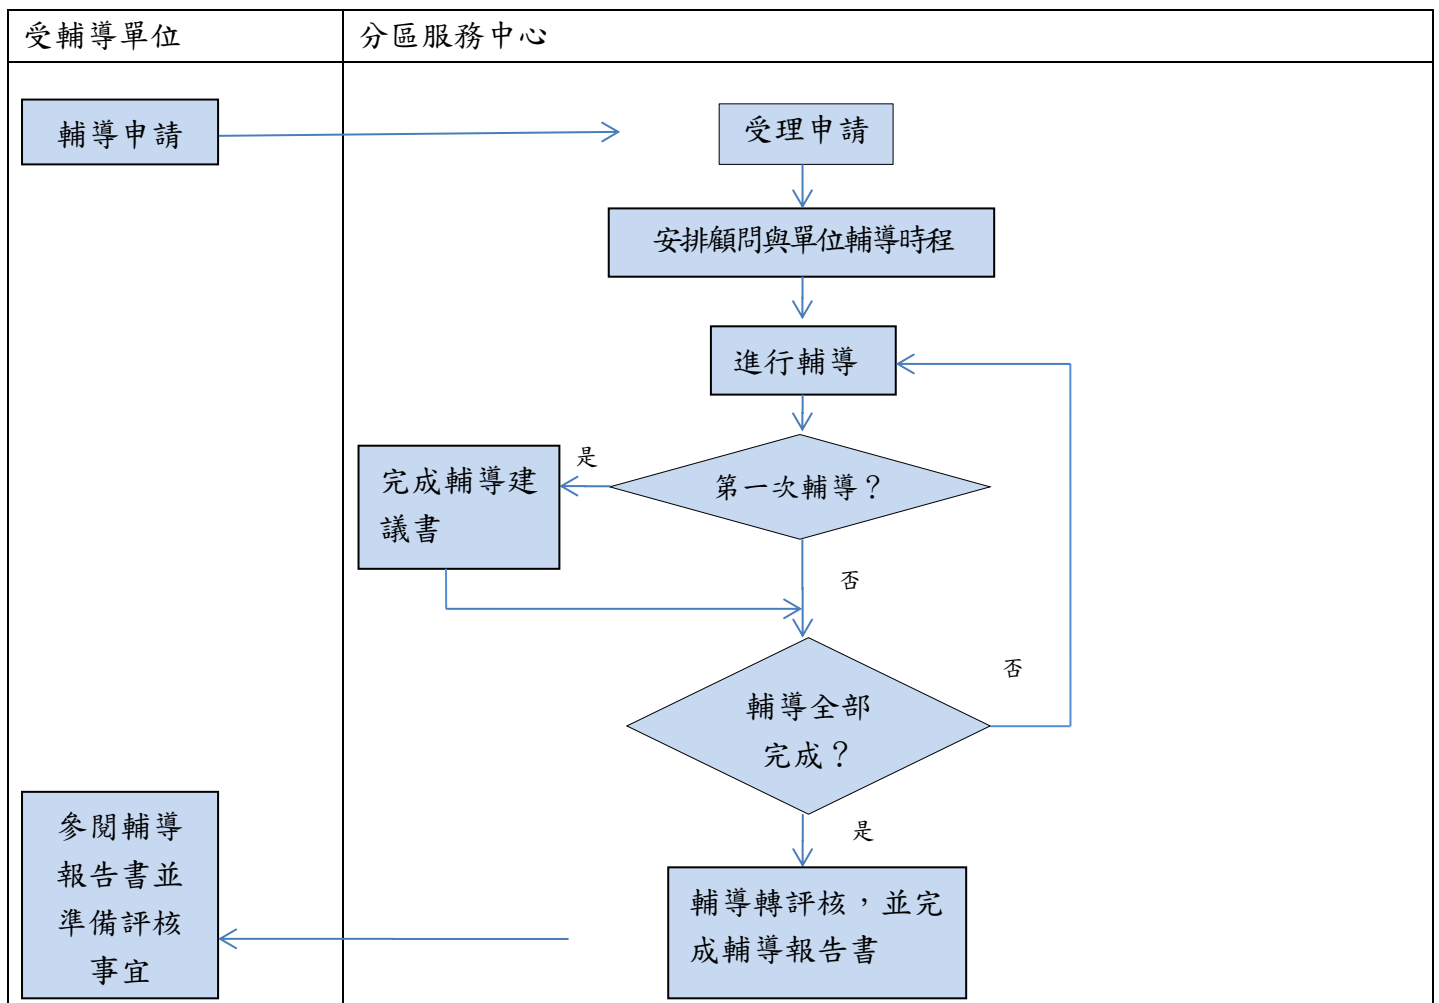 受輔導單位
分區服務中心
輔導申請
受理申請
安排顧問與單位輔導時程
進行輔導
第一次輔導？
是
完成輔導建
議書
否
輔導全部
完成？
否
是
輔導轉評核，並完
成輔導報告書
參閱輔導
報告書並
準備評核
事宜